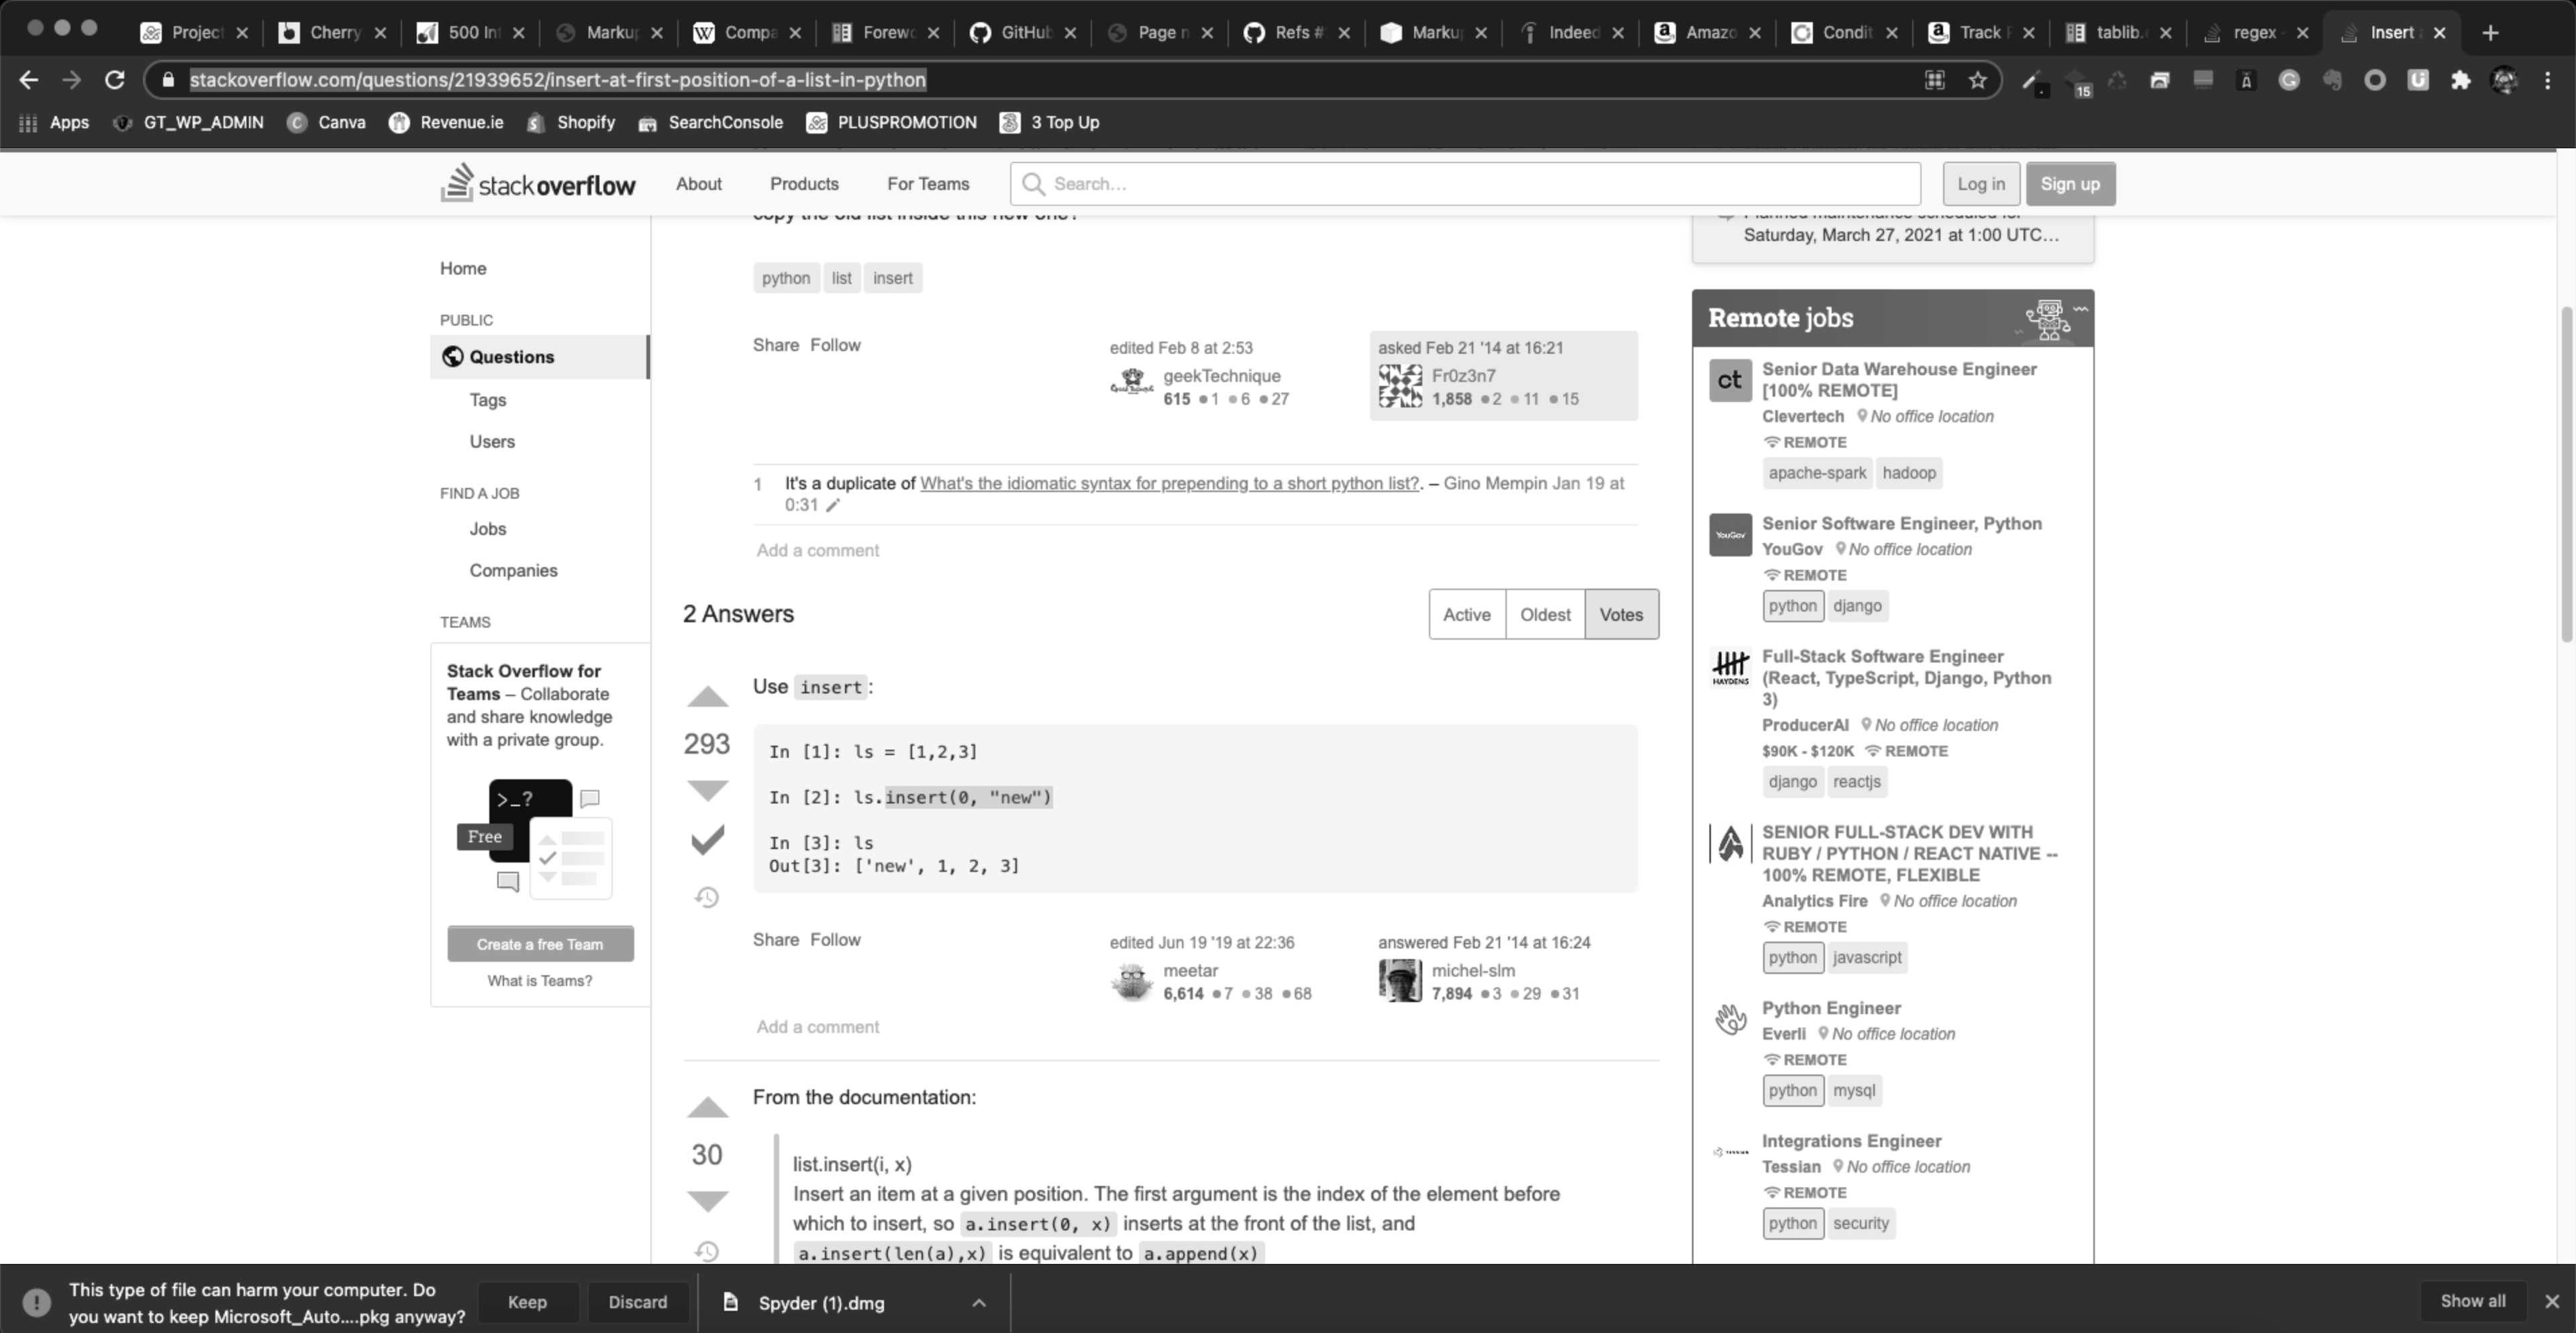 Project
Cherry
500 Int
Marku
Compa
Forewo
GitHub
Page n
Refs #
Marku
Indeed
Amazo
Condit
Track
tablib.
regex -
Insert
stackoverflow.com/questions/21939652/insert-at-first-position-of-a-list-in-python
15
Apps
GT_WP_ADMIN
Canva
Revenue.ie
Shopify
SearchConsole
PLUSPROMOTION
3 Top Up
stackoverflow
About
Products
For Teams
Search...
Log in
Sign up
copy the old list inside this new one?
Home
PUBLIC
Questions
Tags
Users
FIND A JOB
Jobs
Companies
TEAMS
Stack Overflow for
Teams – Collaborate
and share knowledge
with a private group.
>_?
Free
Create a free Team
What is Teams?
python list insert
Share Follow
edited Feb 8 at 2:53
geekTechnique
615 ●1 ●6 ●27
asked Feb 21 '14 at 16:21
Fr0z3n7
1,858 ●2 ●11 ●15
1 It's a duplicate of What's the idiomatic syntax for prepending to a short python list?. – Gino Mempin Jan 19 at
0:31
Add a comment
2 Answers
Active Oldest Votes
293
Use insert:
In [1]: ls = [1,2,3]
In [2]: ls.insert(0, "new")
In [3]: ls
Out[3]: ['new', 1, 2, 3]
Share Follow
edited Jun 19 '19 at 22:36
meetar
6,614 ●7 ●38 ●68
answered Feb 21 '14 at 16:24
michel-slm
7,894 ●3 ●29 ●31
Add a comment
30
From the documentation:
list.insert(i, x)
Insert an item at a given position. The first argument is the index of the element before
which to insert, so a.insert(0, x) inserts at the front of the list, and
a.insert(len(a),x) is equivalent to a.append(x)
Planned maintenance scheduled for
Saturday, March 27, 2021 at 1:00 UTC…
Remote jobs
ct
Senior Data Warehouse Engineer
[100% REMOTE]
Clevertech No office location
REMOTE
apache-spark hadoop
YouGov
Senior Software Engineer, Python
YouGov No office location
REMOTE
python django
HAYDENS
Full-Stack Software Engineer
(React, TypeScript, Django, Python
3)
ProducerAI No office location
$90K - $120K REMOTE
django reactjs
SENIOR FULL-STACK DEV WITH
RUBY / PYTHON / REACT NATIVE --
100% REMOTE, FLEXIBLE
Analytics Fire No office location
REMOTE
python javascript
Python Engineer
Everli No office location
REMOTE
python mysql
Integrations Engineer
Tessian No office location
REMOTE
python security
This type of file can harm your computer. Do
you want to keep Microsoft_Auto....pkg anyway?
Keep
Discard
Spyder (1).dmg
Show all